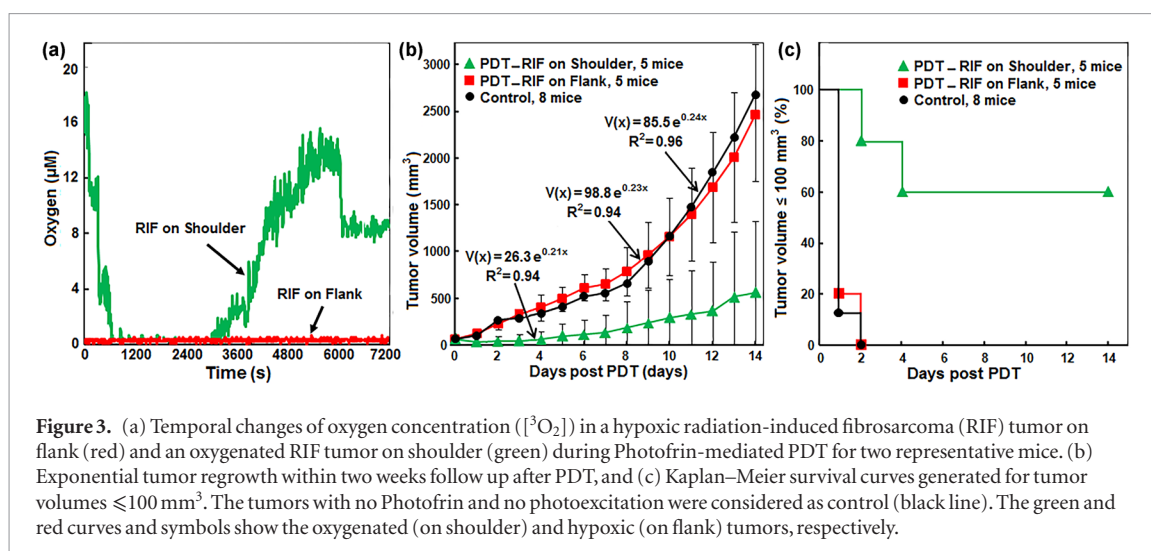 (a)
20
16
12
8
4
0
Oxygen (µM)
RIF on Shoulder
RIF on Flank
0 1200 2400 3600 4800 6000 7200
Time (s)
(b)
3000
2500
2000
1500
1000
500
0
Tumor volume (mm³)
PDT–RIF on Shoulder, 5 mice
PDT–RIF on Flank, 5 mice
Control, 8 mice
V(x) = 85.5 e^0.24x
R² = 0.96
V(x) = 98.8 e^0.23x
R² = 0.94
V(x) = 26.3 e^0.21x
R² = 0.94
0 2 4 6 8 10 12 14
Days post PDT (days)
(c)
PDT–RIF on Shoulder, 5 mice
PDT–RIF on Flank, 5 mice
Control, 8 mice
100
80
60
40
20
0
Tumor volume ≤ 100 mm³ (%)
0 2 4 6 8 10 12 14
Days post PDT
Figure 3. (a) Temporal changes of oxygen concentration ([³O₂]) in a hypoxic radiation-induced fibrosarcoma (RIF) tumor on
flank (red) and an oxygenated RIF tumor on shoulder (green) during Photofrin-mediated PDT for two representative mice. (b)
Exponential tumor regrowth within two weeks follow up after PDT, and (c) Kaplan–Meier survival curves generated for tumor
volumes ⩽100 mm³. The tumors with no Photofrin and no photoexcitation were considered as control (black line). The green and
red curves and symbols show the oxygenated (on shoulder) and hypoxic (on flank) tumors, respectively.